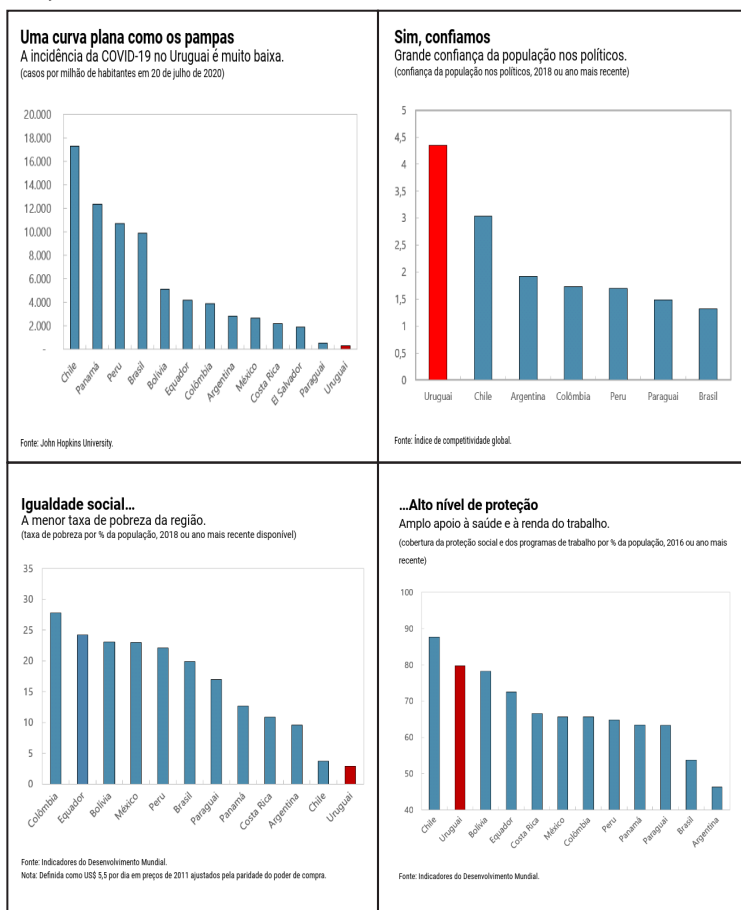 Uma curva plana como os pampas
A incidência da COVID-19 no Uruguai é muito baixa.
(casos por milhão de habitantes em 20 de julho de 2020)
20.000
18.000
16.000
14.000
12.000
10.000
8.000
6.000
4.000
2.000
-
Chile
Panamá
Peru
Brasil
Bolívia
Equador
Colômbia
Argentina
México
Costa Rica
El Salvador
Paraguai
Uruguai
Fonte: John Hopkins University.
Sim, confiamos
Grande confiança da população nos políticos.
(confiança da população nos políticos, 2018 ou ano mais recente)
5
4,5
4
3,5
3
2,5
2
1,5
1
0,5
0
Uruguai Chile Argentina Colômbia Peru Paraguai Brasil
Fonte: Índice de competitividade global.
Igualdade social...
A menor taxa de pobreza da região.
(taxa de pobreza por % da população, 2018 ou ano mais recente disponível)
35
30
25
20
15
10
5
0
Colômbia
Equador
Bolívia
México
Peru
Brasil
Paraguai
Panamá
Costa Rica
Argentina
Chile
Uruguai
Fonte: Indicadores do Desenvolvimento Mundial.
Nota: Definida como US$ 5,5 por dia em preços de 2011 ajustados pela paridade do poder de compra.
...Alto nível de proteção
Amplo apoio à saúde e à renda do trabalho.
(cobertura da proteção social e dos programas de trabalho por % da população, 2016 ou ano mais
recente)
100
90
80
70
60
50
40
Chile
Uruguai
Bolívia
Equador
Costa Rica
México
Colômbia
Peru
Panamá
Paraguai
Brasil
Argentina
Fonte: Indicadores do Desenvolvimento Mundial.